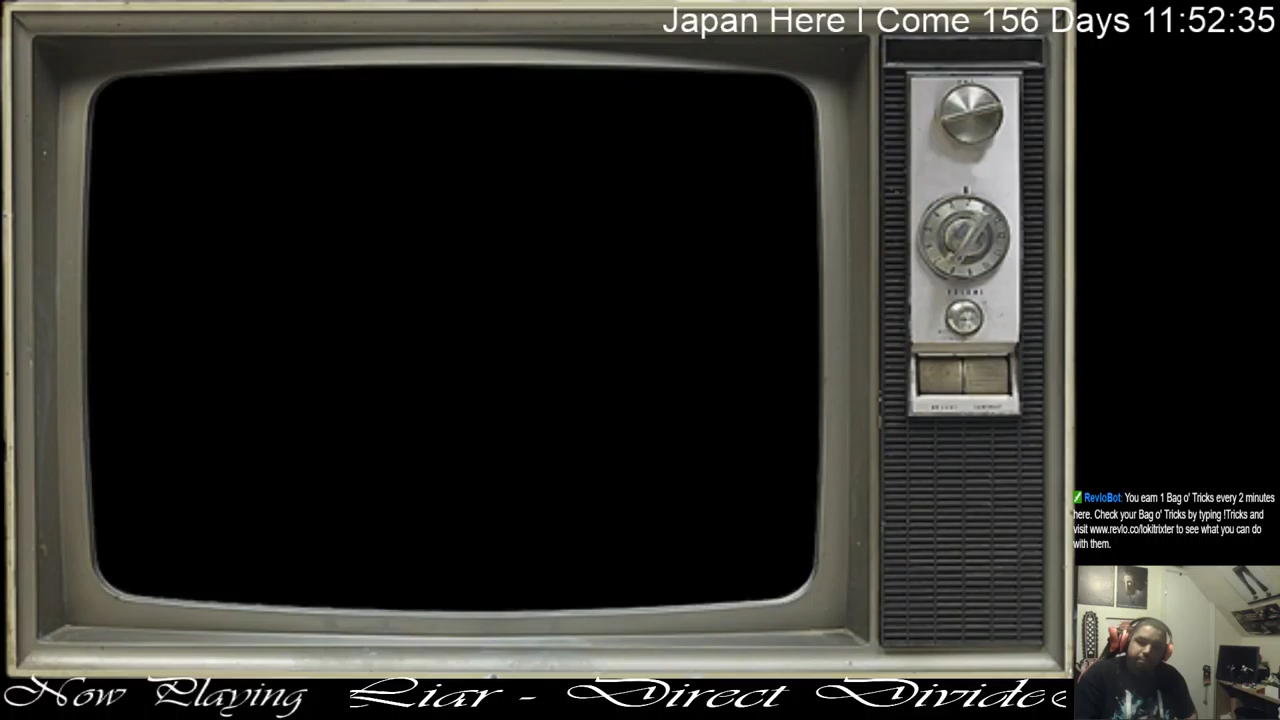 Japan Here I Come 156 Days 11:52:35
VOLUME
RevloBot: You earn 1 Bag o' Tricks every 2 minutes
here. Check your Bag o' Tricks by typing !Tricks and
visit www.revlo.co/lokitrixter to see what you can do
with them.
Now Playing Liar - Direct Divide